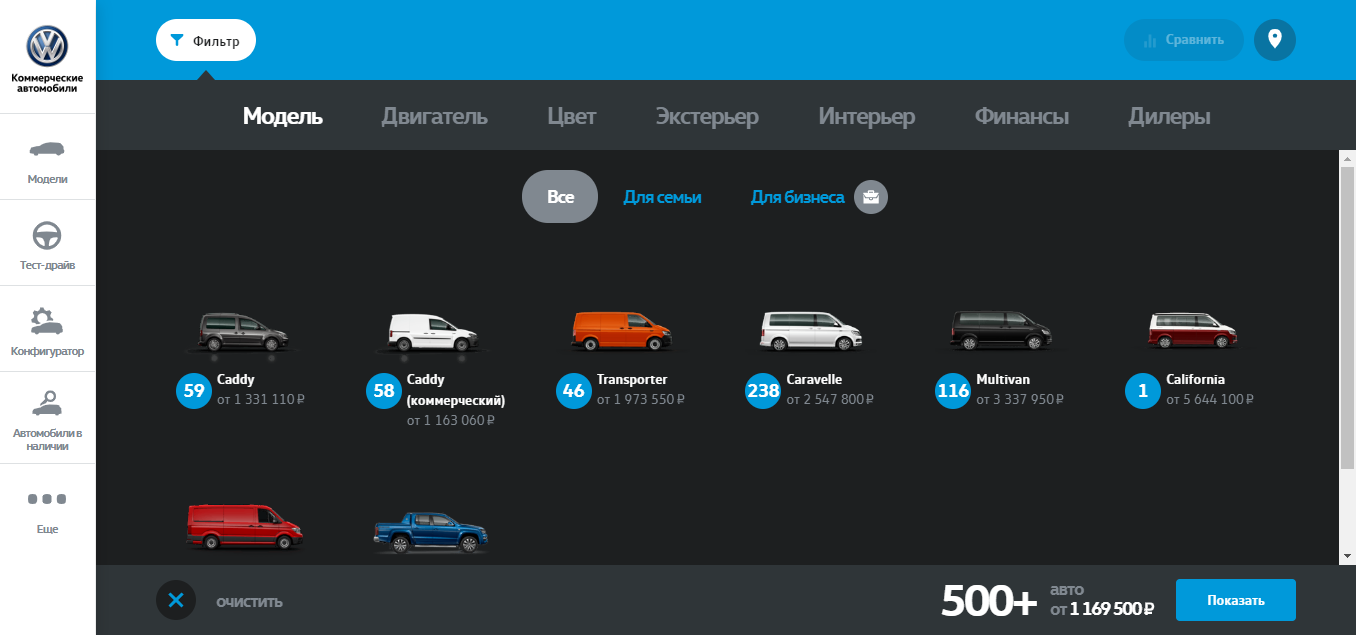 Коммерческие
автомобили
Модели
Тест-драйв
Конфигуратор
Автомобили в
наличии
Еще
Фильтр
Сравнить
Модель Двигатель Цвет Экстерьер Интерьер Финансы Дилеры
Все Для семьи Для бизнеса
59 Caddy
от 1 331 110 ₽
58 Caddy
(коммерческий)
от 1 163 060 ₽
46 Transporter
от 1 973 550 ₽
238 Caravelle
от 2 547 800 ₽
116 Multivan
от 3 337 950 ₽
1 California
от 5 644 100 ₽
очистить
500+ авто
от 1 169 500 ₽
Показать